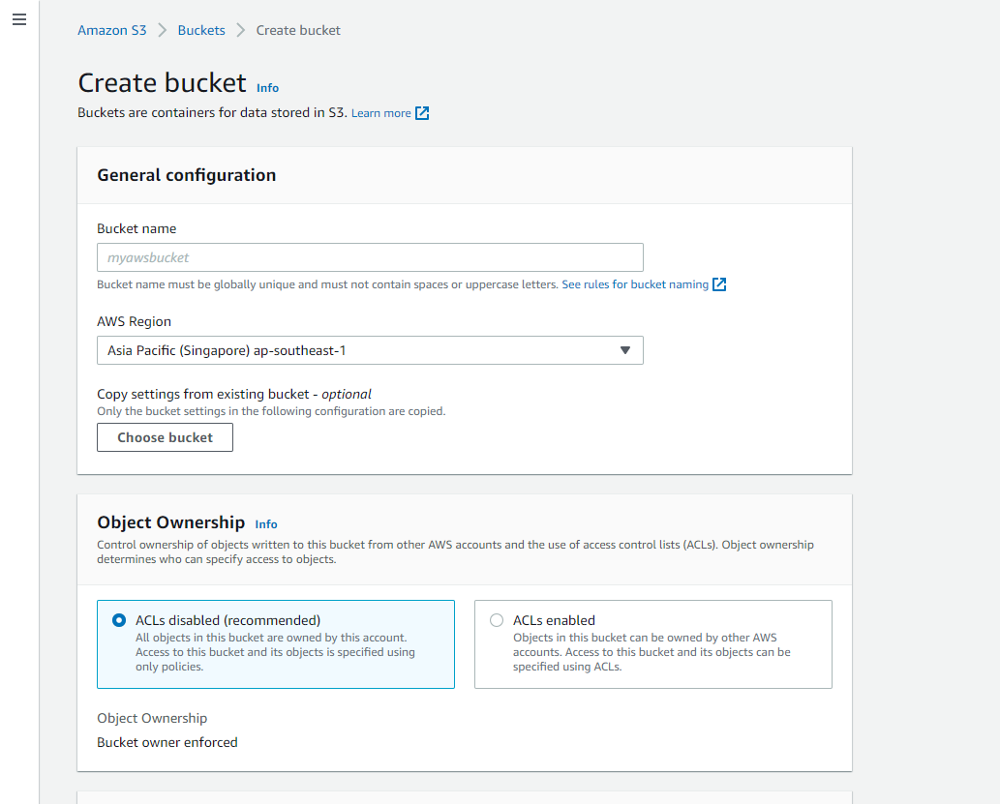 Amazon S3 > Buckets > Create bucket
Create bucket Info
Buckets are containers for data stored in S3. Learn more
General configuration
Bucket name
myawsbucket
Bucket name must be globally unique and must not contain spaces or uppercase letters. See rules for bucket naming
AWS Region
Asia Pacific (Singapore) ap-southeast-1
Copy settings from existing bucket - optional
Only the bucket settings in the following configuration are copied.
Choose bucket
Object Ownership Info
Control ownership of objects written to this bucket from other AWS accounts and the use of access control lists (ACLs). Object ownership
determines who can specify access to objects.
ACLs disabled (recommended)
All objects in this bucket are owned by this account.
Access to this bucket and its objects is specified using
only policies.
ACLs enabled
Objects in this bucket can be owned by other AWS
accounts. Access to this bucket and its objects can be
specified using ACLs.
Object Ownership
Bucket owner enforced